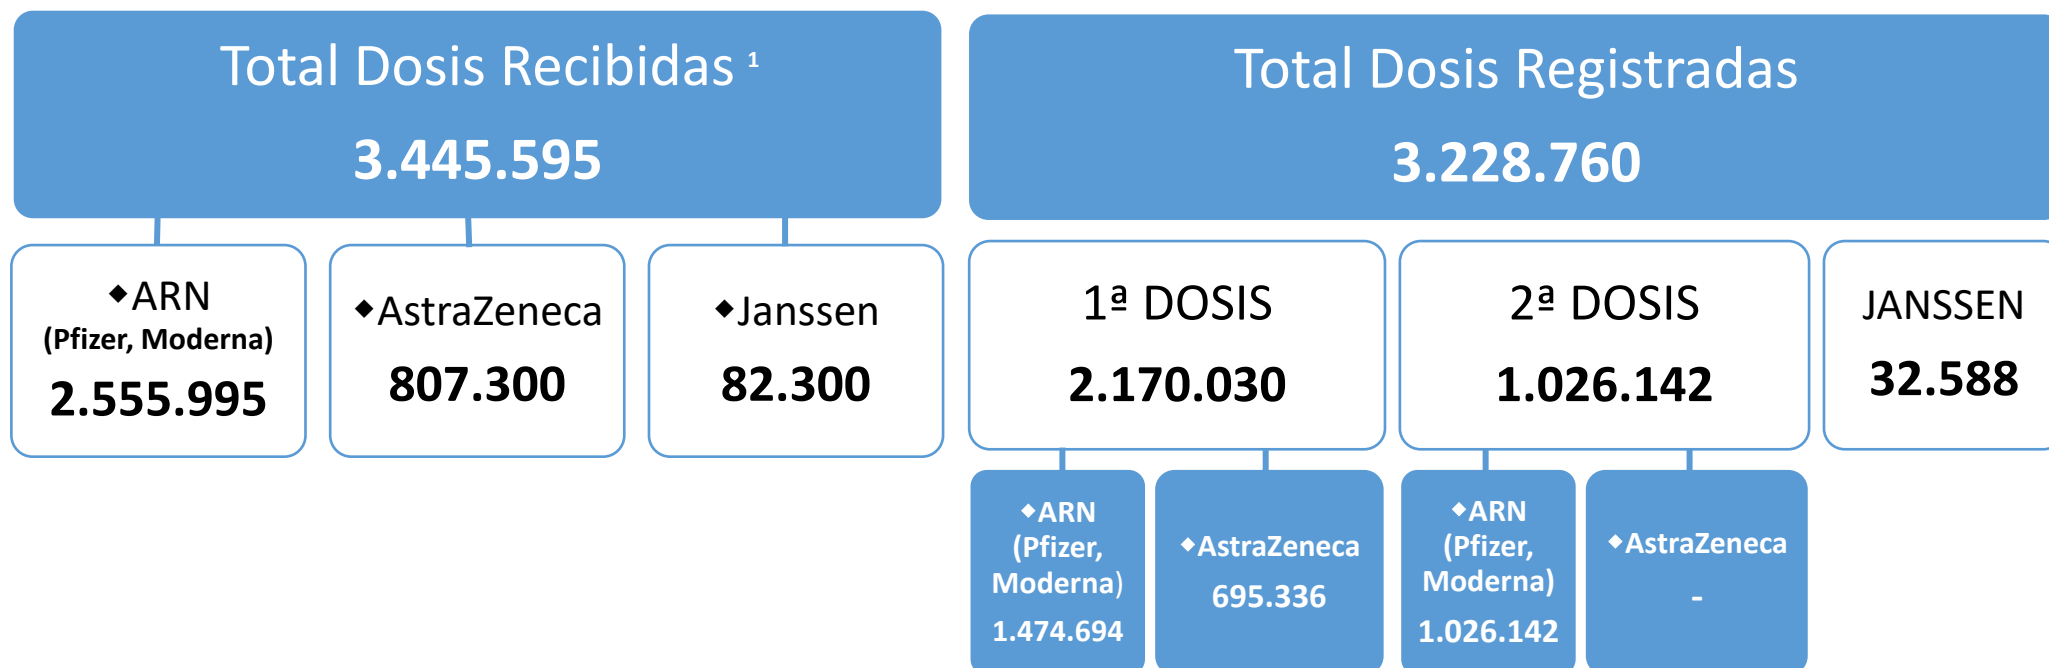 Total Dosis Recibidas ¹
3.445.595
◆ARN
(Pfizer, Moderna)
2.555.995
◆AstraZeneca
807.300
◆Janssen
82.300
Total Dosis Registradas
3.228.760
1ª DOSIS
2.170.030
2ª DOSIS
1.026.142
JANSSEN
32.588
◆ARN
(Pfizer,
Moderna)
1.474.694
◆AstraZeneca
695.336
◆ARN
(Pfizer,
Moderna)
1.026.142
◆AstraZeneca
-